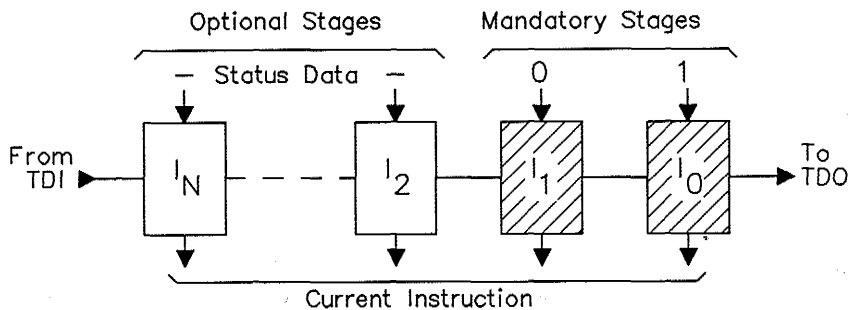 Optional Stages Mandatory Stages
– Status Data – 0 1
From TDI I_N I_2 I_1 I_0 To TDO
Current Instruction